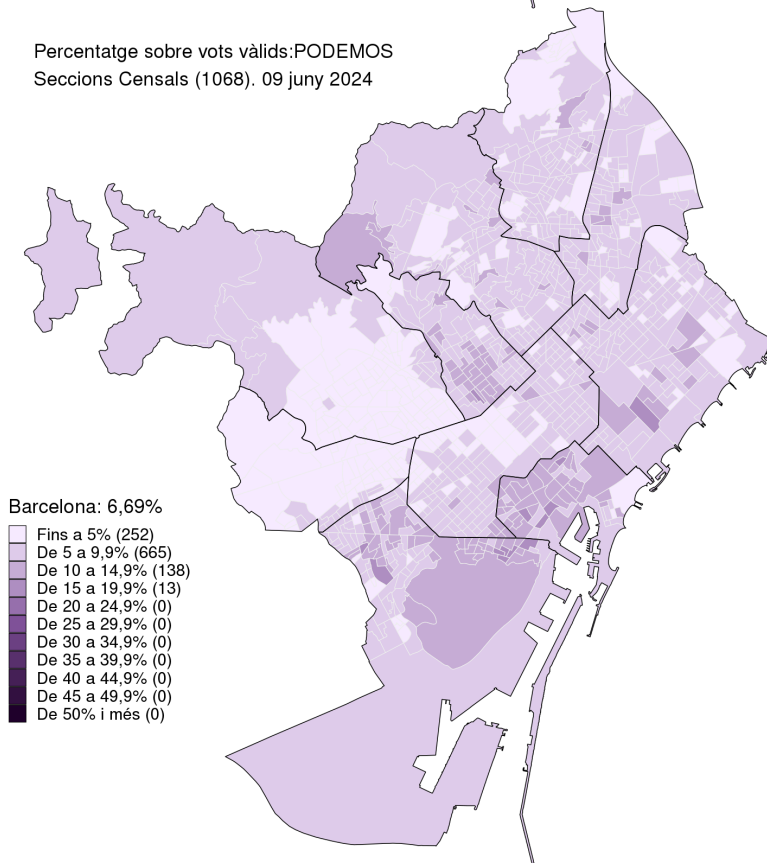 Percentatge sobre vots vàlids:PODEMOS
Seccions Censals (1068). 09 juny 2024
Barcelona: 6,69%
Fins a 5% (252)
De 5 a 9,9% (665)
De 10 a 14,9% (138)
De 15 a 19,9% (13)
De 20 a 24,9% (0)
De 25 a 29,9% (0)
De 30 a 34,9% (0)
De 35 a 39,9% (0)
De 40 a 44,9% (0)
De 45 a 49,9% (0)
De 50% i més (0)